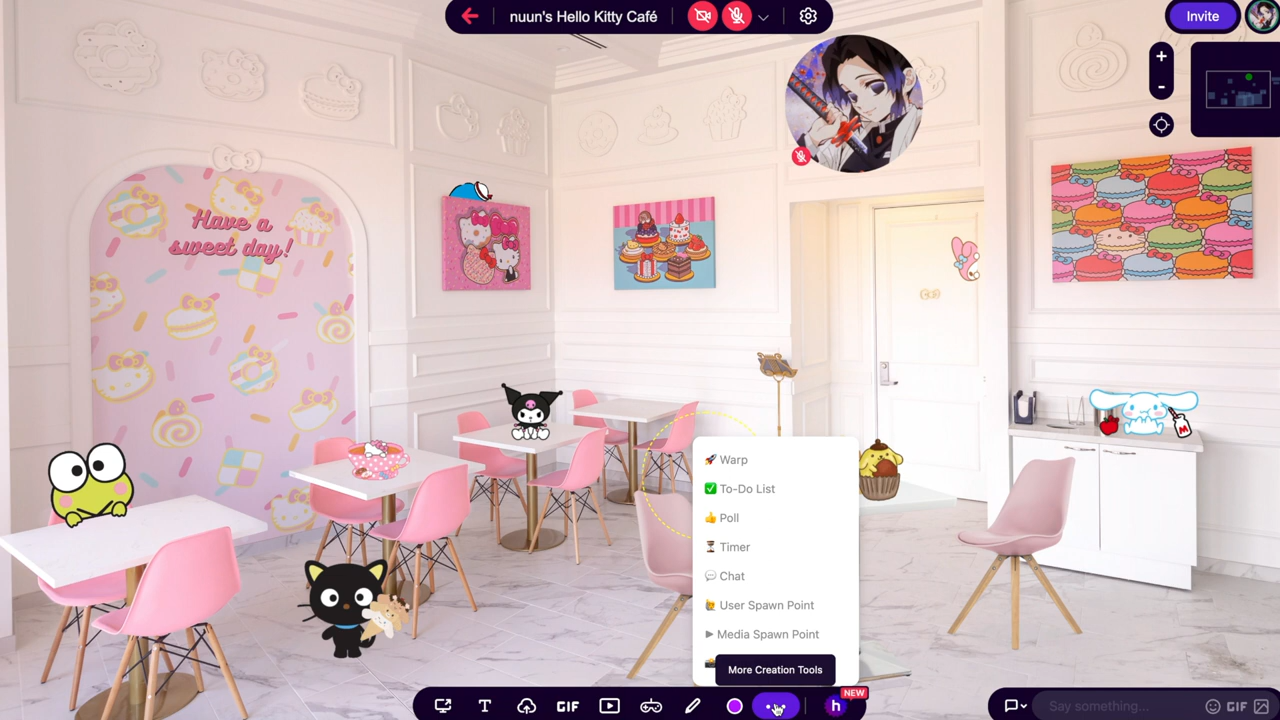 nuun's Hello Kitty Café
Invite
Have a
sweet day!
Warp
To-Do List
Poll
Timer
Chat
User Spawn Point
Media Spawn Point
More Creation Tools
T
GIF
h
NEW
Say something...
GIF
M